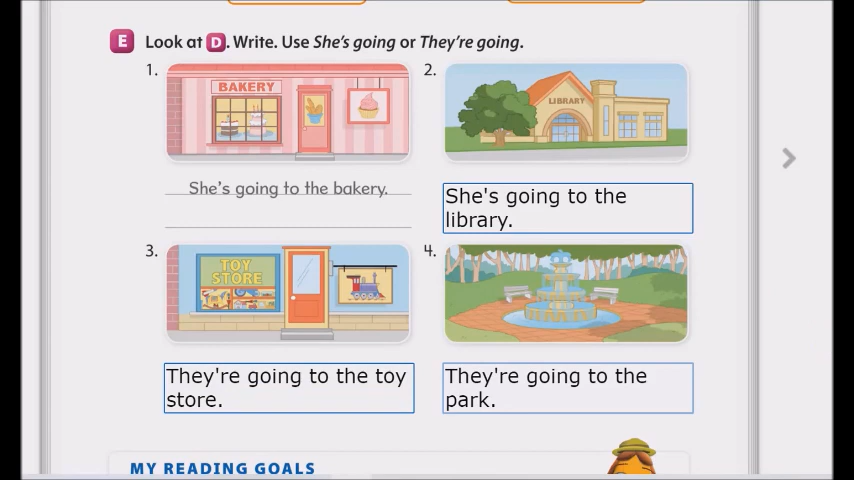 E Look at D. Write. Use She's going or They're going.
1.
BAKERY
2.
LIBRARY
She's going to the bakery.
She's going to the
library.
3.
TOY
STORE
4.
They're going to the toy
store.
They're going to the
park.
MY READING GOALS